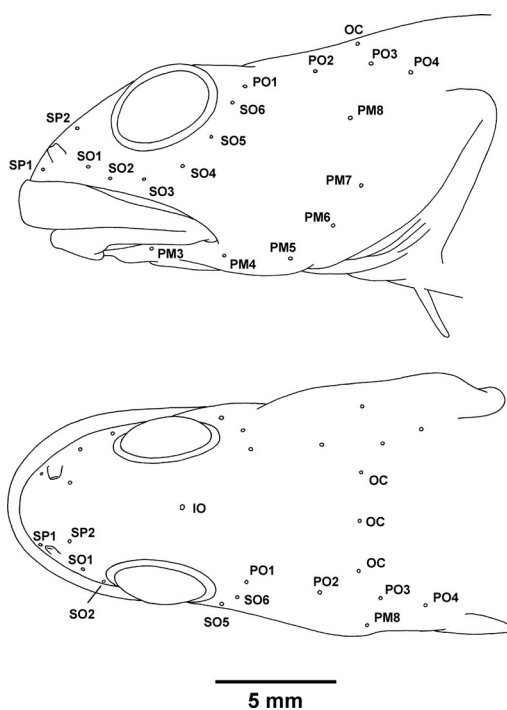 OC
PO3
PO4
PO2
PO1
SO6
PM8
SP2
SO5
SP1
SO1
SO2
SO4
SO3
PM7
PM6
PM3
PM4
PM5
OC
IO
OC
SP1
SP2
SO1
SO2
OC
PO1
PO2
SO6
PO3
PO4
SO5
PM8
5 mm